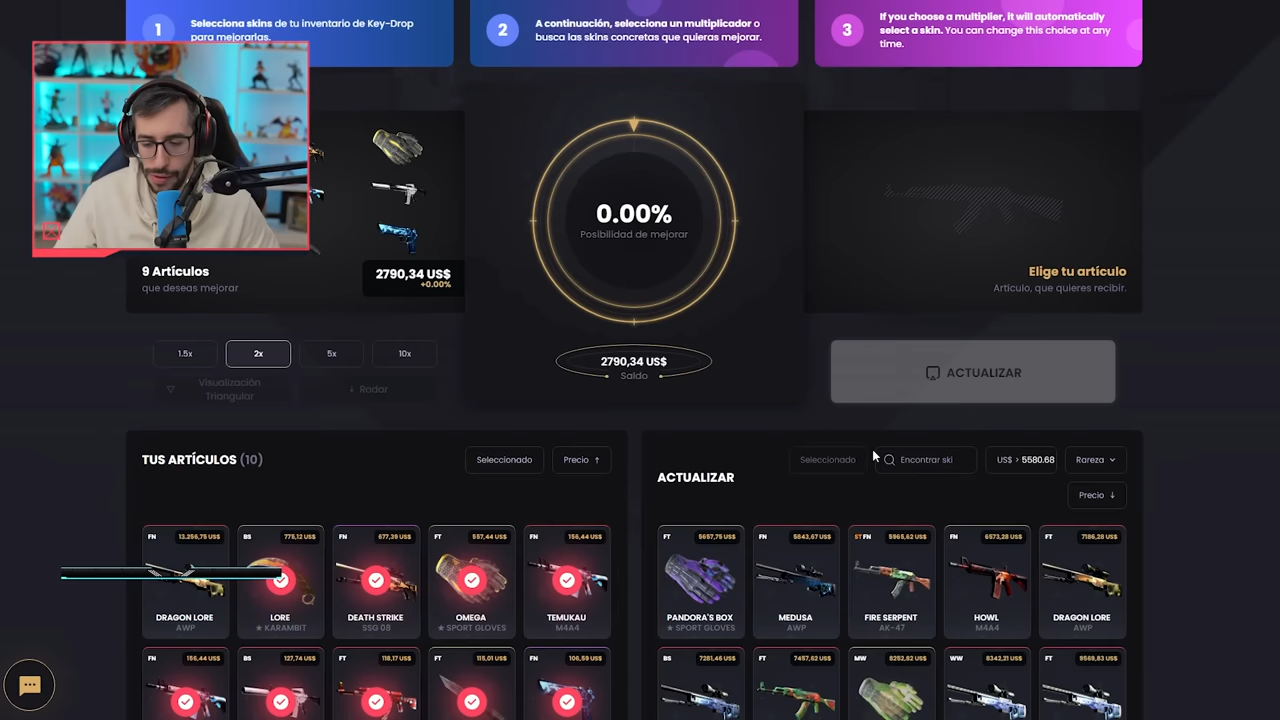 1
Selecciona skins de tu inventario de Key-Drop
para mejorarlas.
2
A continuación, selecciona un multiplicador o
busca las skins concretas que quieras mejorar.
3
If you choose a multiplier, it will automatically
select a skin. You can change this choice at any
time.
9 Artículos
que deseas mejorar
2790,34 US$
+0.00%
0.00%
Posibilidad de mejorar
2790,34 US$
Saldo
Elige tu artículo
Artículo, que quieres recibir.
1.5x
2x
5x
10x
Visualización
Triangular
Rodar
ACTUALIZAR
TUS ARTÍCULOS (10)
Seleccionado
Precio ↑
FN 13.256,75 US$
DRAGON LORE
AWP
BS 775,12 US$
LORE
★ KARAMBIT
FN 677,39 US$
DEATH STRIKE
SSG 08
FT 557,44 US$
OMEGA
★ SPORT GLOVES
FN 156,44 US$
TEMUKAU
M4A4
FN 156,44 US$
BS 127,74 US$
FT 118,17 US$
FT 115,01 US$
FN 106,59 US$
ACTUALIZAR
Seleccionado
Encontrar ski
US$ > 5580.68
Rareza
Precio ↓
FT 5657,75 US$
PANDORA'S BOX
★ SPORT GLOVES
FN 5843,67 US$
MEDUSA
AWP
ST FN 5965,62 US$
FIRE SERPENT
AK-47
FN 6573,28 US$
HOWL
M4A4
FT 7186,28 US$
DRAGON LORE
AWP
BS 7281,46 US$
FT 7457,62 US$
MW 8252,82 US$
WW 8342,21 US$
FT 8569,83 US$